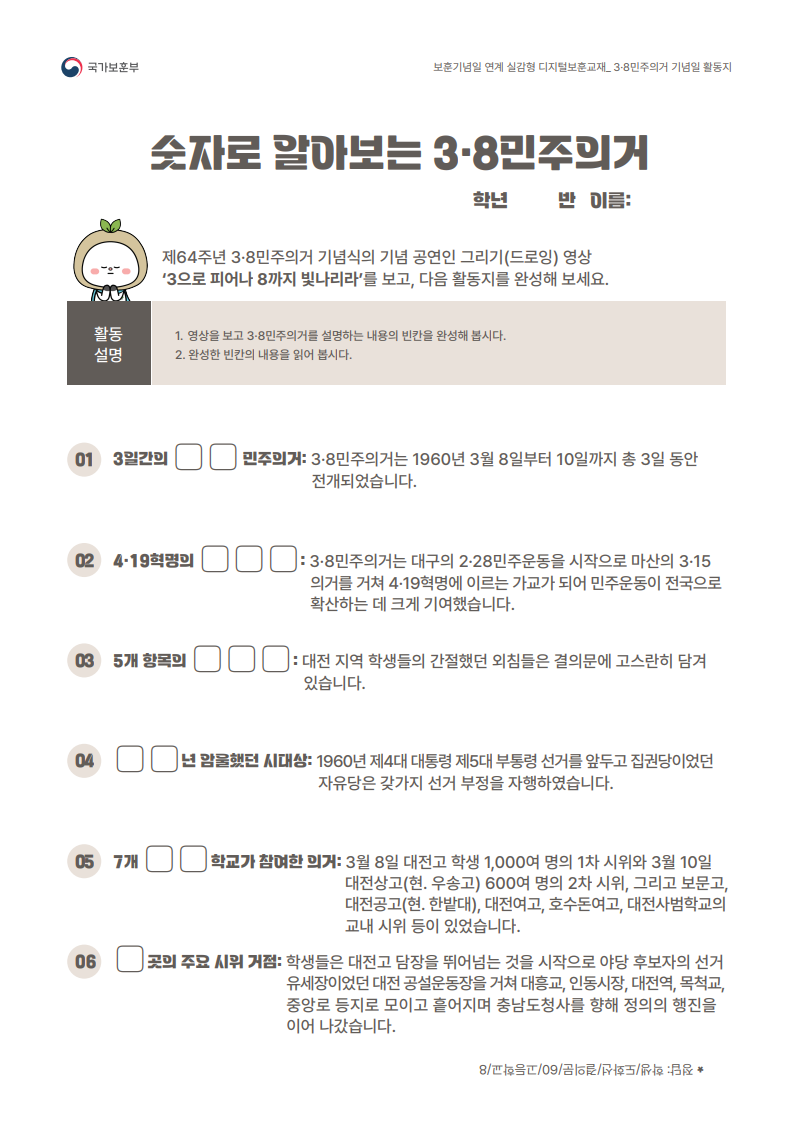 국가보훈부
보훈기념일 연계 실감형 디지털보훈교재_ 3·8민주의거 기념일 활동지
숫자로 알아보는 3·8민주의거
학년 반 이름:
제64주년 3·8민주의거 기념식의 기념 공연인 그리기(드로잉) 영상
‘3으로 피어나 8까지 빛나리라’를 보고, 다음 활동지를 완성해 보세요.
활동
설명
1. 영상을 보고 3·8민주의거를 설명하는 내용의 빈칸을 완성해 봅시다.
2. 완성한 빈칸의 내용을 읽어 봅시다.
01 3일간의 민주의거: 3·8민주의거는 1960년 3월 8일부터 10일까지 총 3일 동안
전개되었습니다.
02 4·19혁명의 : 3·8민주의거는 대구의 2·28민주운동을 시작으로 마산의 3·15
의거를 거쳐 4·19혁명에 이르는 가교가 되어 민주운동이 전국으로
확산하는 데 크게 기여했습니다.
03 5개 항목의 : 대전 지역 학생들의 간절했던 외침들은 결의문에 고스란히 담겨
있습니다.
04 년 암울했던 시대상: 1960년 제4대 대통령 제5대 부통령 선거를 앞두고 집권당이었던
자유당은 갖가지 선거 부정을 자행하였습니다.
05 7개 학교가 참여한 의거: 3월 8일 대전고 학생 1,000여 명의 1차 시위와 3월 10일
대전상고(현. 우송고) 600여 명의 2차 시위, 그리고 보문고,
대전공고(현. 한밭대), 대전여고, 호수돈여고, 대전사범학교의
교내 시위 등이 있었습니다.
06 곳의 주요 시위 거점: 학생들은 대전고 담장을 뛰어넘는 것을 시작으로 야당 후보자의 선거
유세장이었던 대전 공설운동장을 거쳐 대흥교, 인동시장, 대전역, 목척교,
중앙로 등지로 모이고 흩어지며 충남도청사를 향해 정의의 행진을
이어 나갔습니다.
* 정답: 학생/도화선/결의문/60/고등학교/8